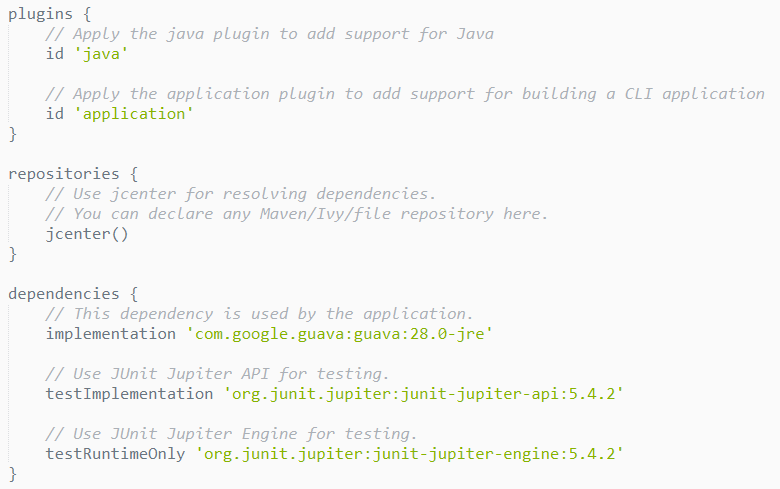 plugins {
    // Apply the java plugin to add support for Java
    id 'java'

    // Apply the application plugin to add support for building a CLI application
    id 'application'
}

repositories {
    // Use jcenter for resolving dependencies.
    // You can declare any Maven/Ivy/file repository here.
    jcenter()
}

dependencies {
    // This dependency is used by the application.
    implementation 'com.google.guava:guava:28.0-jre'

    // Use JUnit Jupiter API for testing.
    testImplementation 'org.junit.jupiter:junit-jupiter-api:5.4.2'

    // Use JUnit Jupiter Engine for testing.
    testRuntimeOnly 'org.junit.jupiter:junit-jupiter-engine:5.4.2'
}